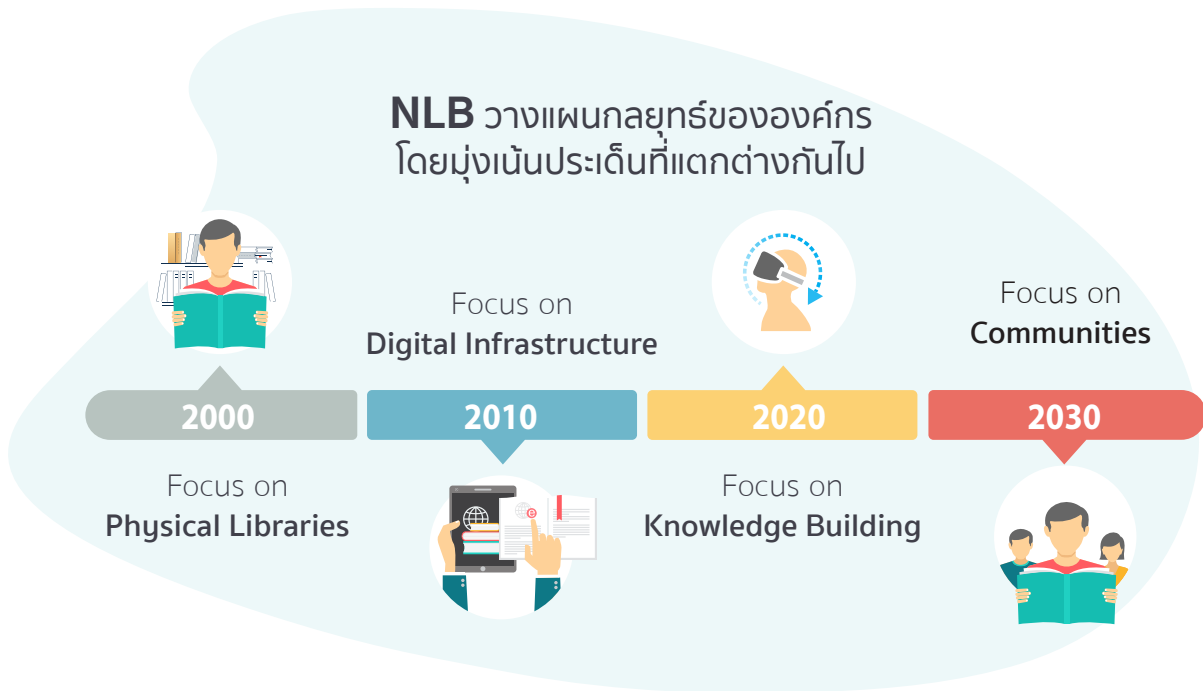 NLB วางแผนกลยุทธ์ขององค์กร
โดยมุ่งเน้นประเด็นที่แตกต่างกันไป
2000
Focus on
Physical Libraries
Focus on
Digital Infrastructure
2010
2020
Focus on
Knowledge Building
Focus on
Communities
2030